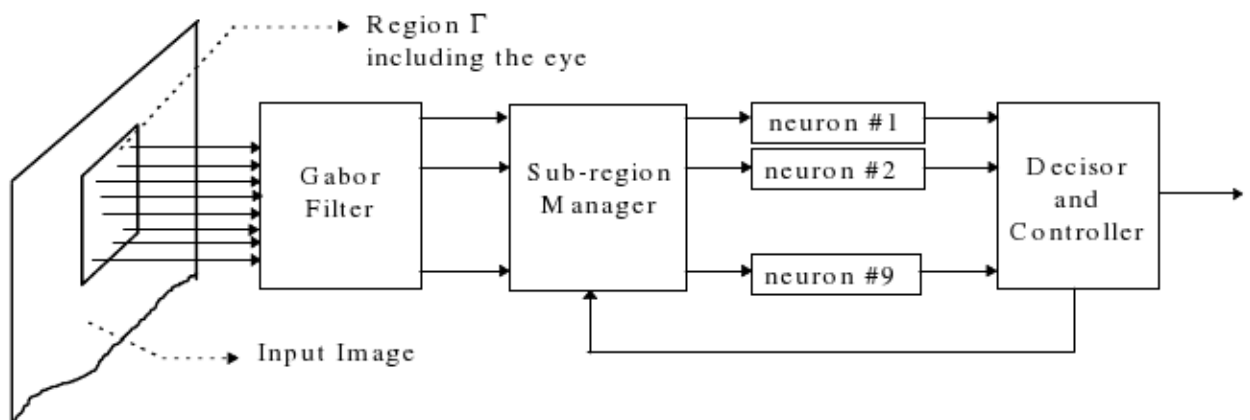 Region Γ
including the eye
Gabor
Filter
Sub-region
Manager
neuron #1
neuron #2
neuron #9
Decisor
and
Controller
Input Image